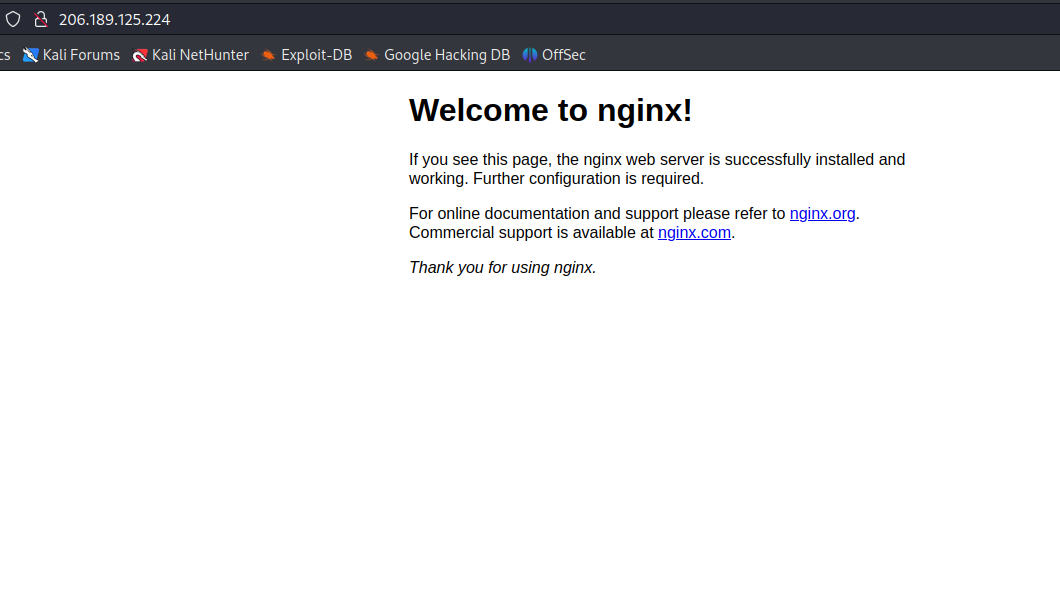 206.189.125.224
cs Kali Forums Kali NetHunter Exploit-DB Google Hacking DB OffSec
Welcome to nginx!
If you see this page, the nginx web server is successfully installed and
working. Further configuration is required.
For online documentation and support please refer to nginx.org.
Commercial support is available at nginx.com.
Thank you for using nginx.